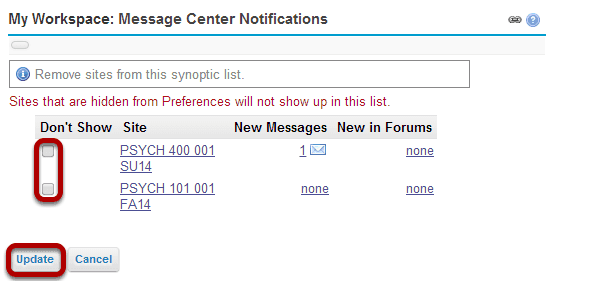 My Workspace: Message Center Notifications
Remove sites from this synoptic list.
Sites that are hidden from Preferences will not show up in this list.
Don't Show Site New Messages New in Forums
PSYCH 400 001 1 none
SU14
PSYCH 101 001 none none
FA14
Update Cancel